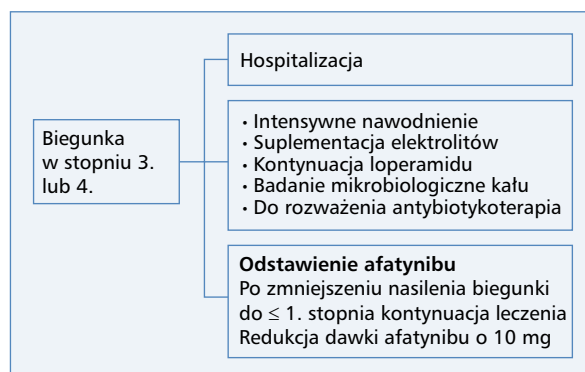 Biegunka
w stopniu 3.
lub 4.
Hospitalizacja
· Intensywne nawodnienie
· Suplementacja elektrolitów
· Kontynuacja loperamidu
· Badanie mikrobiologiczne kału
· Do rozważenia antybiotykoterapia
Odstawienie afatynibu
Po zmniejszeniu nasilenia biegunki
do ≤ 1. stopnia kontynuacja leczenia
Redukcja dawki afatynibu o 10 mg